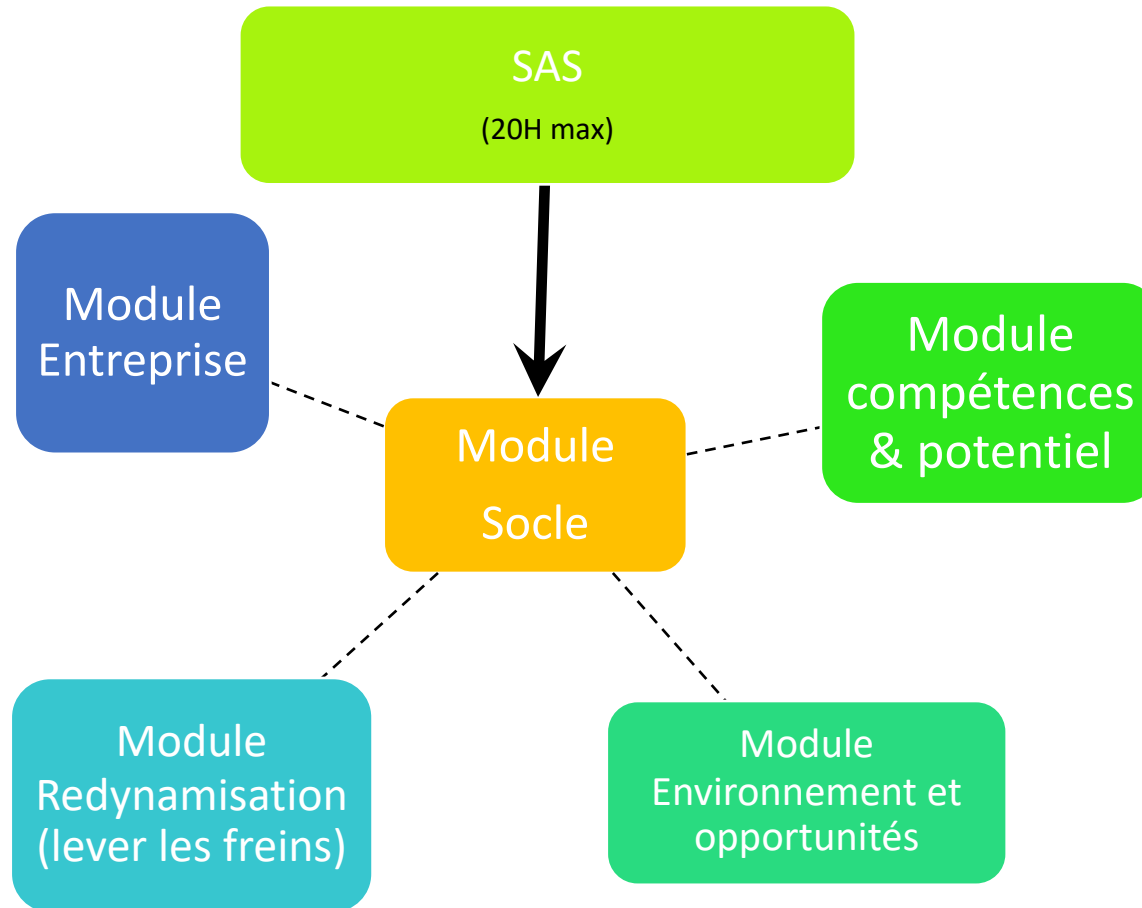 SAS
(20H max)
Module
Entreprise
Module
compétences
& potentiel
Module
Socle
Module
Redynamisation
(lever les freins)
Module
Environnement et
opportunités